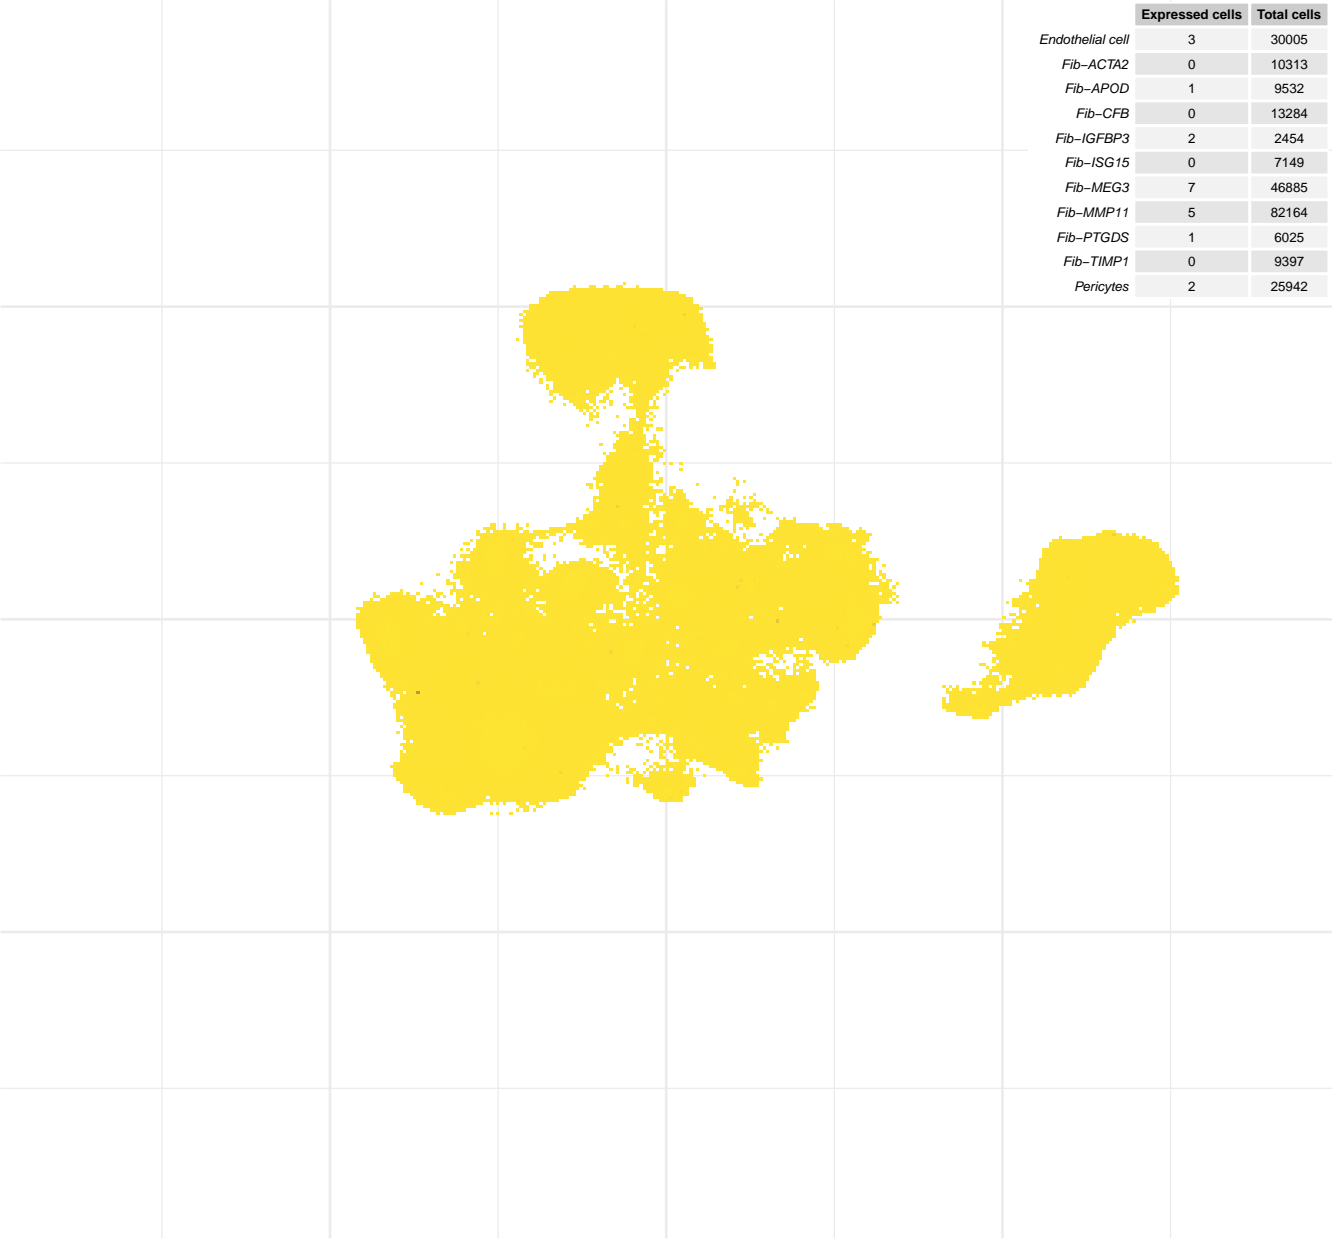 Expressed cells Total cells
Endothelial cell 3 30005
Fib−ACTA2 0 10313
Fib−APOD 1 9532
Fib−CFB 0 13284
Fib−IGFBP3 2 2454
Fib−ISG15 0 7149
Fib−MEG3 7 46885
Fib−MMP11 5 82164
Fib−PTGDS 1 6025
Fib−TIMP1 0 9397
Pericytes 2 25942